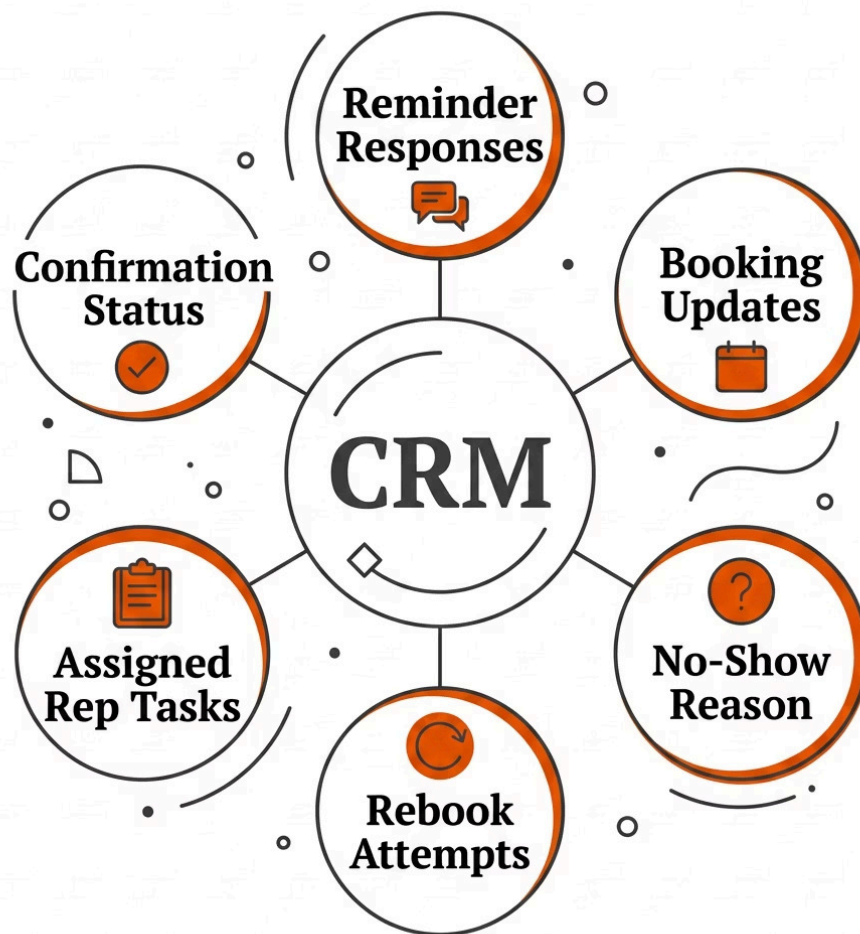 Reminder
Responses
Confirmation
Status
Booking
Updates
CRM
Assigned
Rep Tasks
No-Show
Reason
Rebook
Attempts